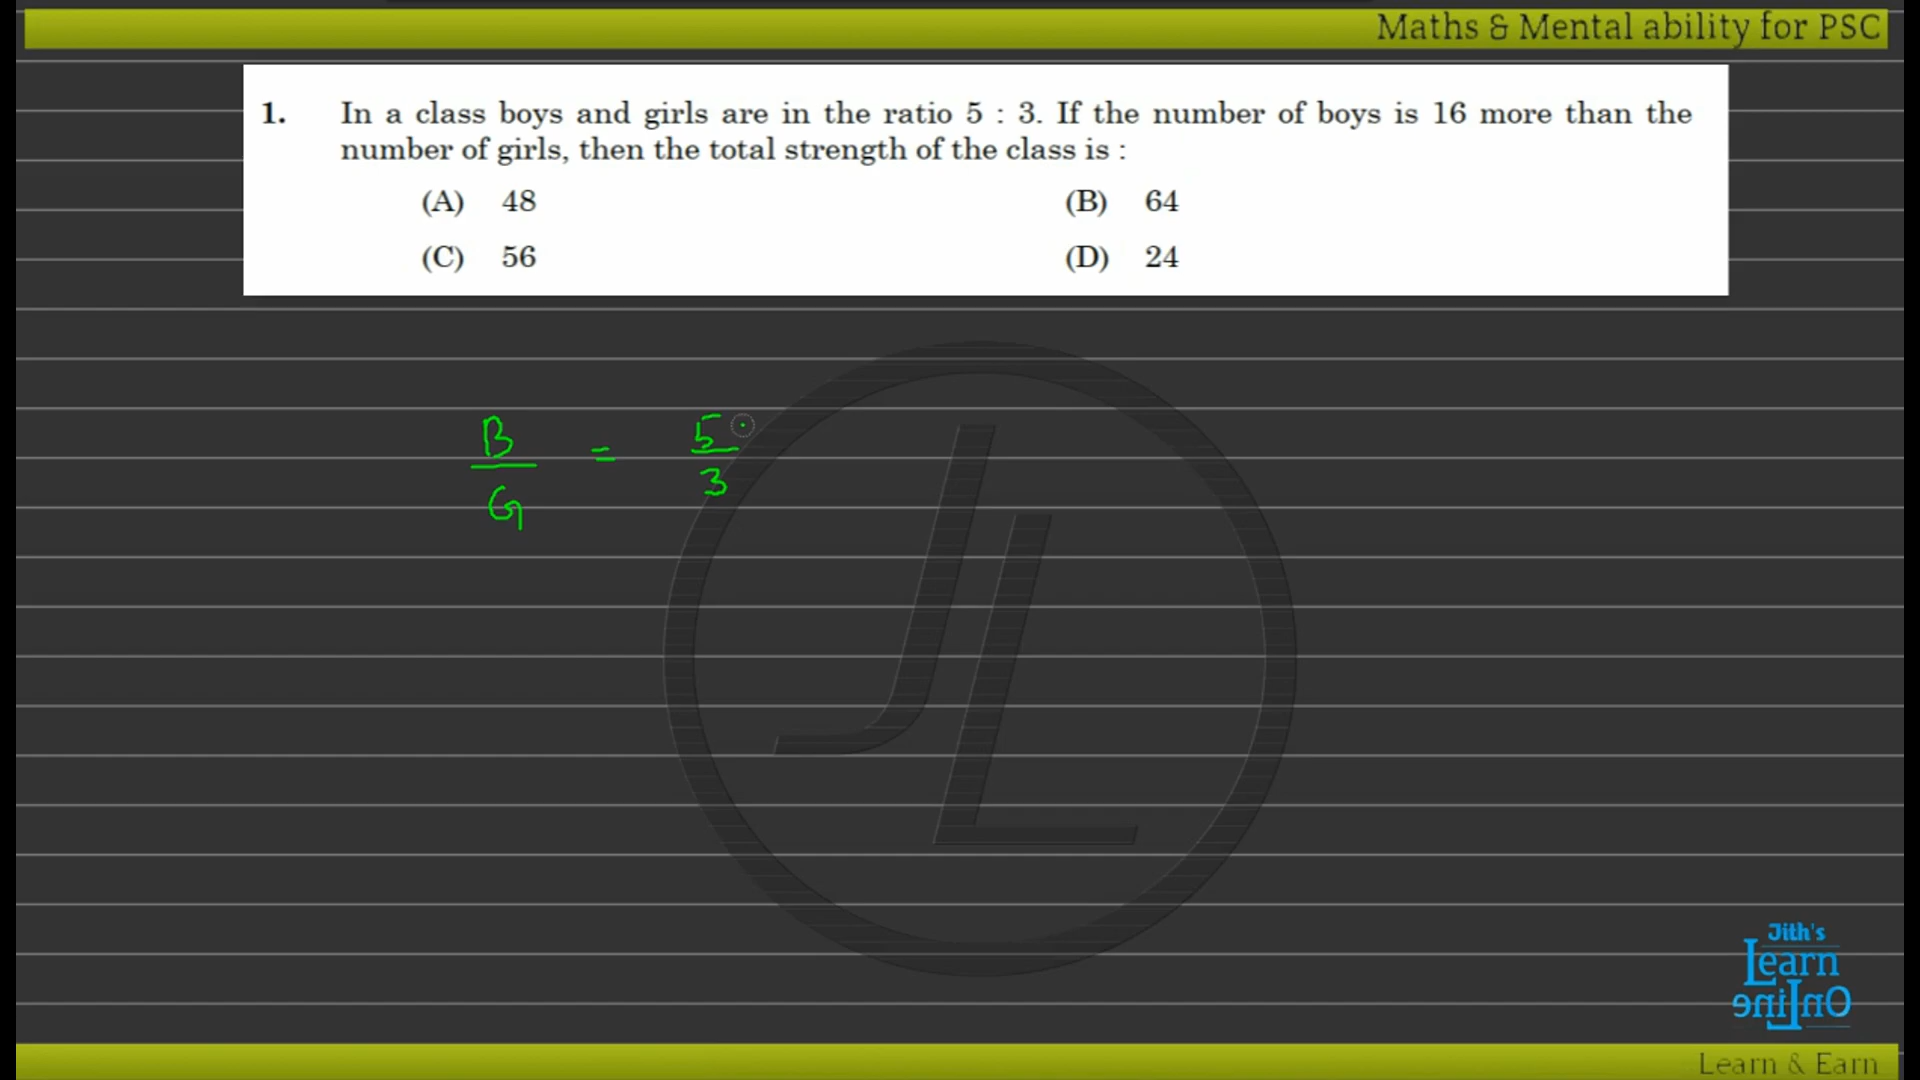 Maths & Mental ability for PSC
1. In a class boys and girls are in the ratio 5 : 3. If the number of boys is 16 more than the
number of girls, then the total strength of the class is :
(A) 48 (B) 64
(C) 56 (D) 24
B/G = 5/3
JL
Jith's
Learn
OnLine
Learn & Earn